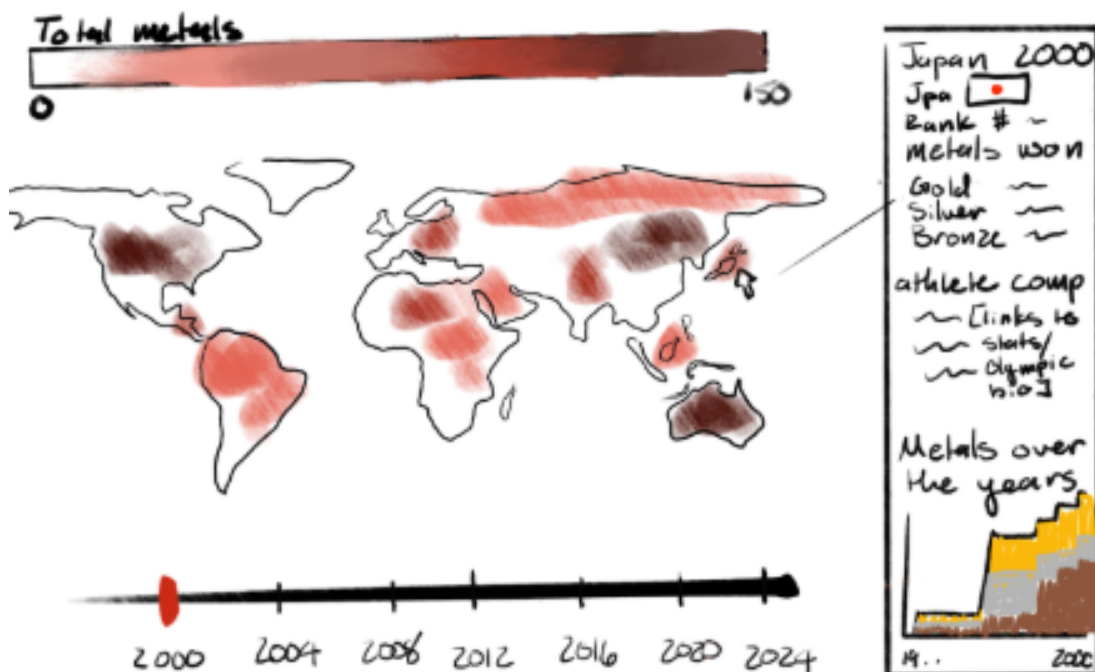 Total metals
0
150
2000
2004
2008
2012
2016
2020
2024
Japan 2000
Jpa
Rank #
metals won
Gold
Silver
Bronze
athlete comp
[links to
stats/
Olympic
bio]
Metals over
the years
19..
2000